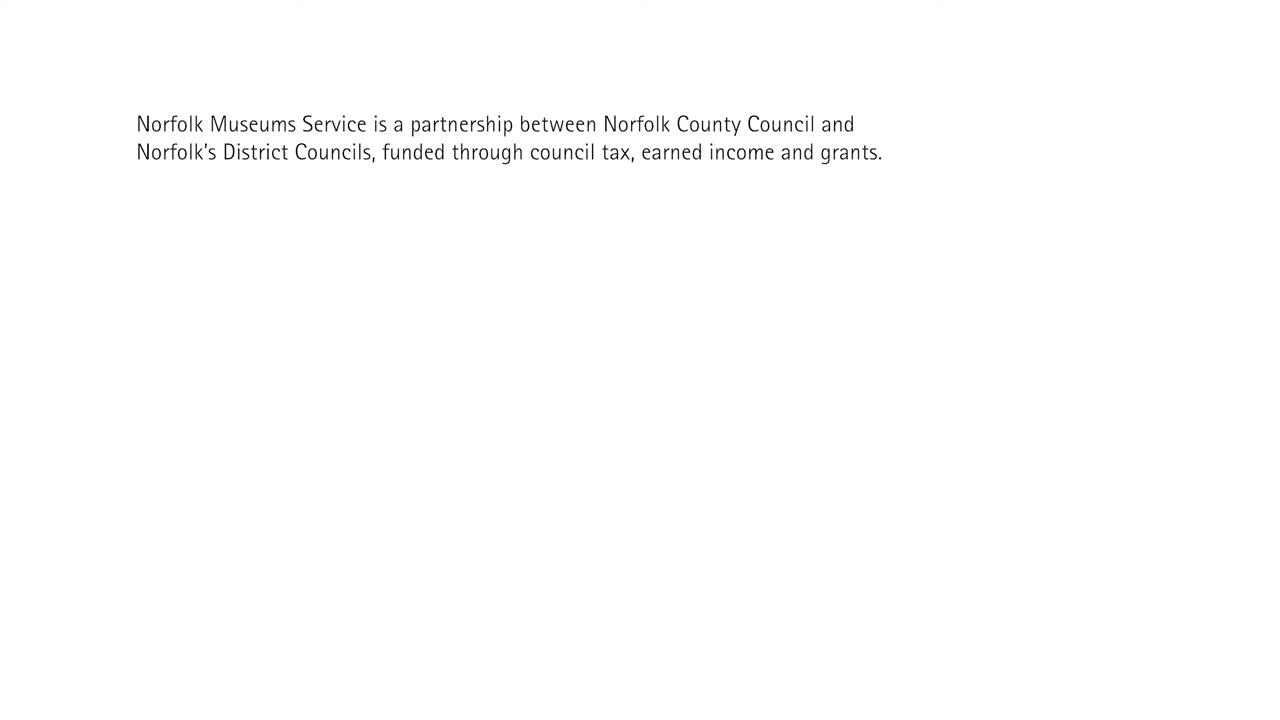 Norfolk Museums Service is a partnership between Norfolk County Council and
Norfolk’s District Councils, funded through council tax, earned income and grants.